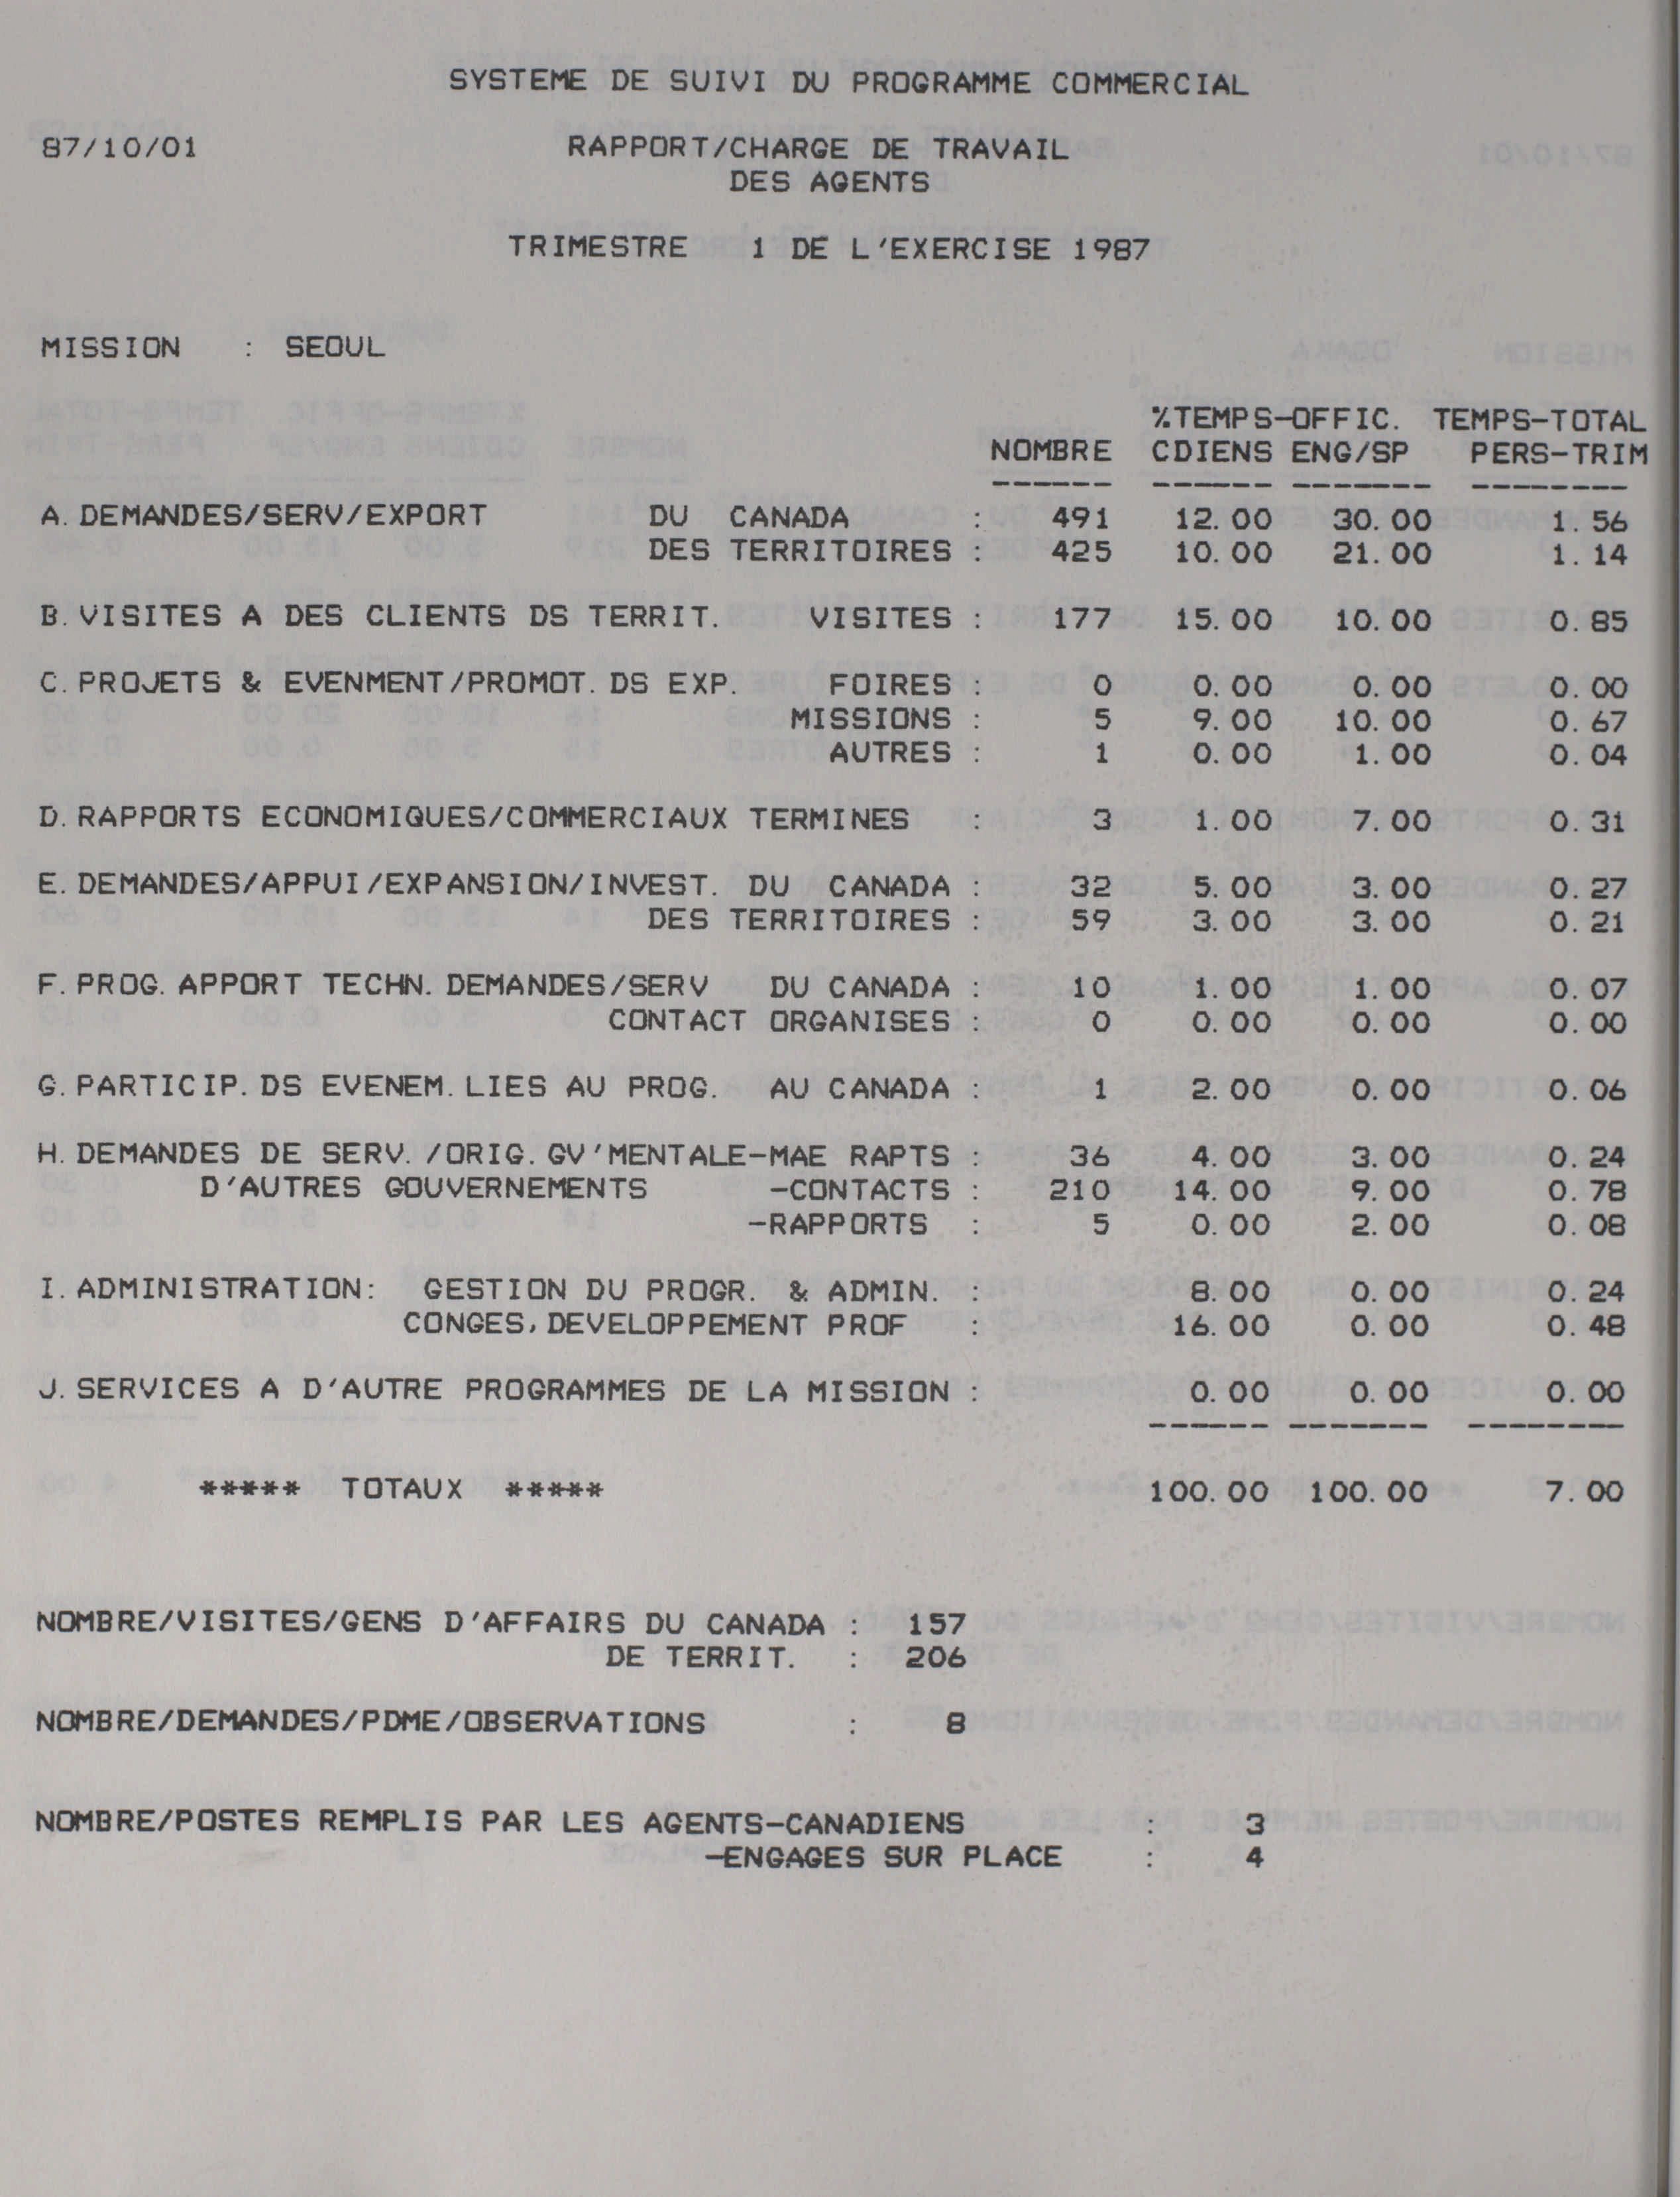 SYSTEME DE SUIVI DU PROGRAMME COMMERCIAL
87/10/01 RAPPORT/CHARGE DE TRAVAIL
DES AGENTS
TRIMESTRE 1 DE L'EXERCISE 1987
MISSION : SEOUL
%TEMPS-OFFIC. TEMPS-TOTAL
NOMBRE CDIENS ENG/SP PERS-TRIM
------ ------ ------- --------
A. DEMANDES/SERV/EXPORT DU CANADA : 491 12.00 30.00 1.56
DES TERRITOIRES : 425 10.00 21.00 1.14
B. VISITES A DES CLIENTS DS TERRIT. VISITES : 177 15.00 10.00 0.85
C. PROJETS & EVENMENT/PROMOT. DS EXP. FOIRES : 0 0.00 0.00 0.00
MISSIONS : 5 9.00 10.00 0.67
AUTRES : 1 0.00 1.00 0.04
D. RAPPORTS ECONOMIQUES/COMMERCIAUX TERMINES : 3 1.00 7.00 0.31
E. DEMANDES/APPUI/EXPANSION/INVEST. DU CANADA : 32 5.00 3.00 0.27
DES TERRITOIRES : 59 3.00 3.00 0.21
F. PROG. APPORT TECHN. DEMANDES/SERV DU CANADA : 10 1.00 1.00 0.07
CONTACT ORGANISES : 0 0.00 0.00 0.00
G. PARTICIP. DS EVENEM. LIES AU PROG. AU CANADA : 1 2.00 0.00 0.06
H. DEMANDES DE SERV. /ORIG. GV'MENTALE-MAE RAPTS : 36 4.00 3.00 0.24
D'AUTRES GOUVERNEMENTS -CONTACTS : 210 14.00 9.00 0.78
-RAPPORTS : 5 0.00 2.00 0.08
I. ADMINISTRATION: GESTION DU PROGR. & ADMIN. : 8.00 0.00 0.24
CONGES, DEVELOPPEMENT PROF : 16.00 0.00 0.48
J. SERVICES A D'AUTRE PROGRAMMES DE LA MISSION : 0.00 0.00 0.00
------ ------- --------
***** TOTAUX ***** 100.00 100.00 7.00
NOMBRE/VISITES/GENS D'AFFAIRS DU CANADA : 157
DE TERRIT. : 206
NOMBRE/DEMANDES/PDME/OBSERVATIONS : 8
NOMBRE/POSTES REMPLIS PAR LES AGENTS-CANADIENS : 3
-ENGAGES SUR PLACE : 4